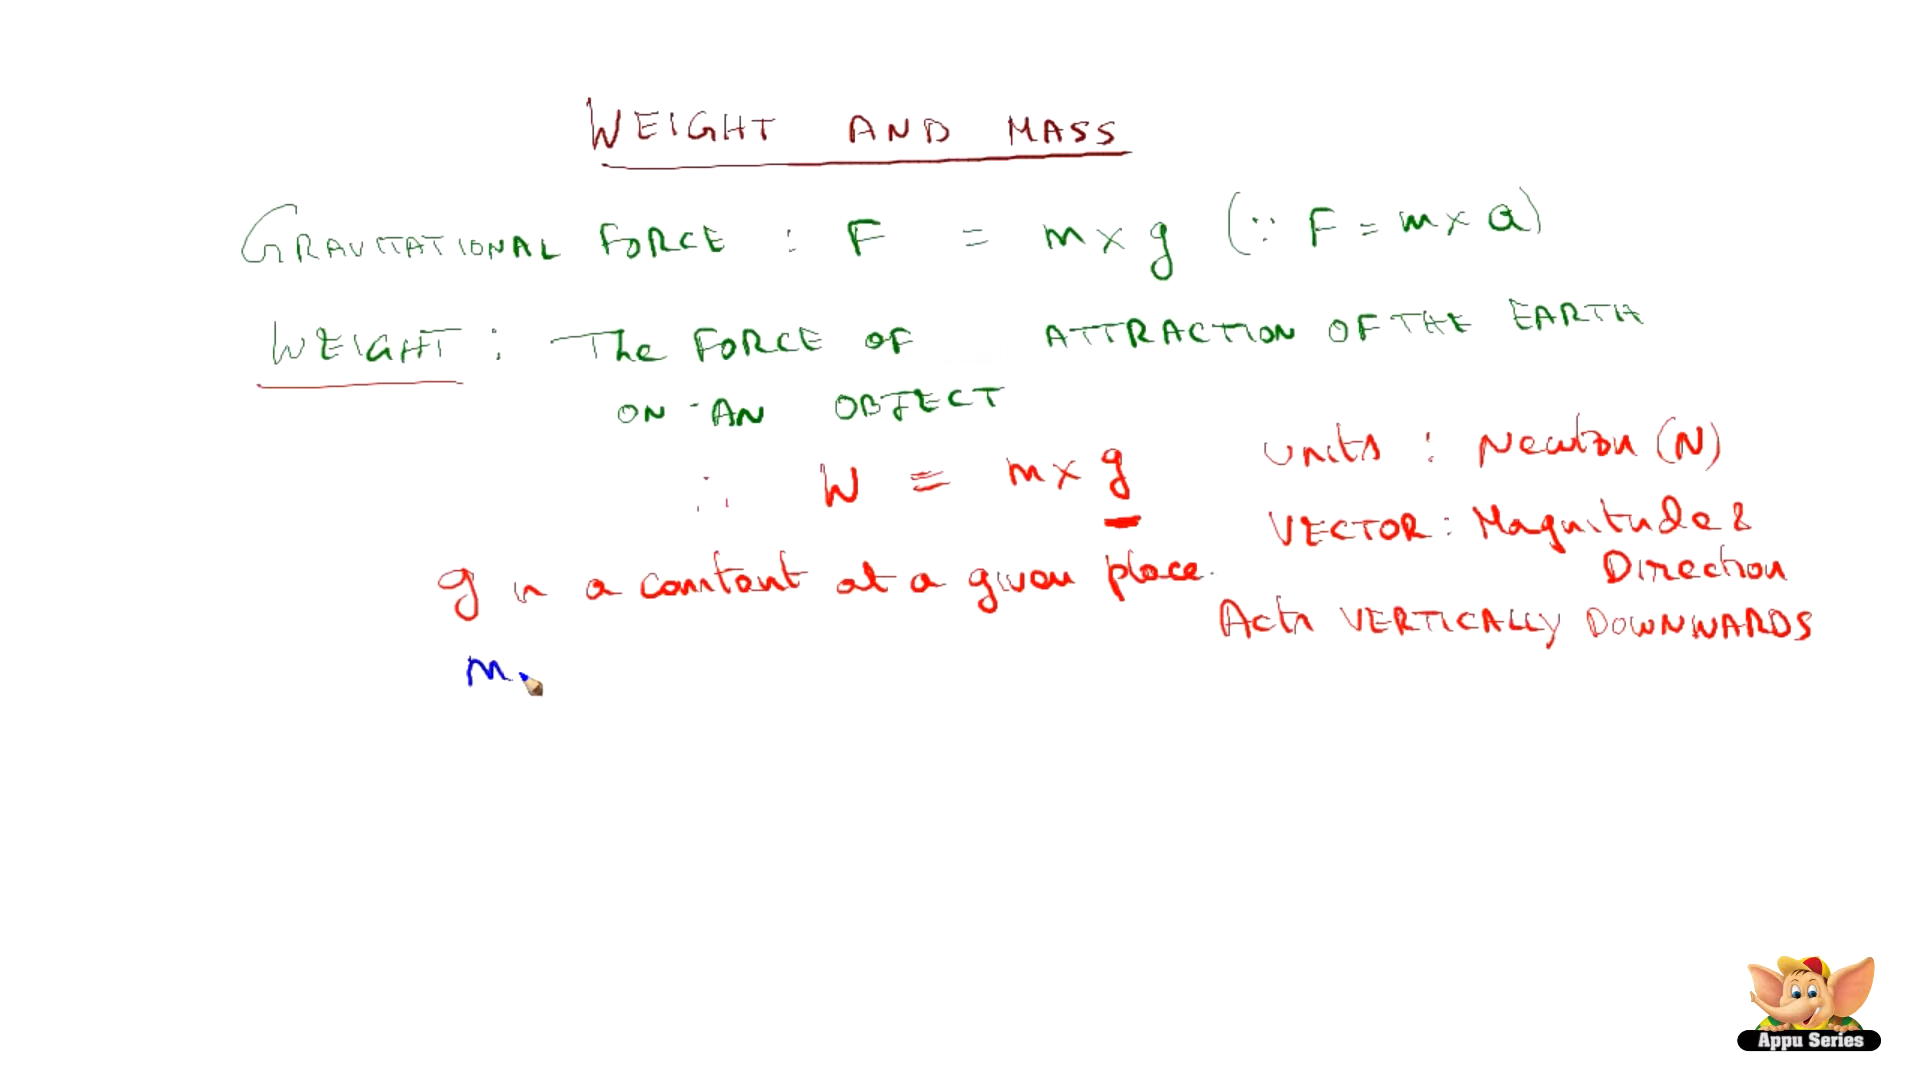 WEIGHT AND MASS
GRAVITATIONAL FORCE : F = m x g (∵ F = m x a)
WEIGHT : The FORCE OF ATTRACTION OF THE EARTH
ON AN OBJECT
∴ W = m x g
units : Newton (N)
VECTOR : Magnitude &
Direction
g is a constant at a given place.
Acts VERTICALLY DOWNWARDS
m
Appu Series